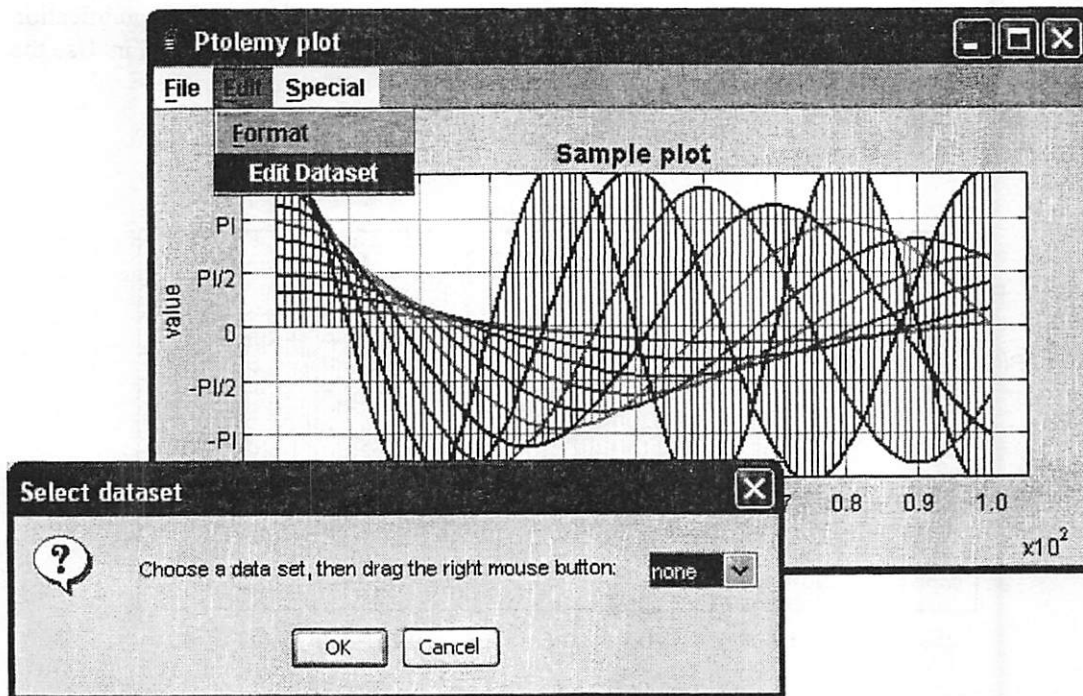 Use the
Ptolemy plot
File Edit Special
Format
Edit Dataset
Sample plot
value
PI
PI/2
0
-PI/2
-PI
0.8 0.9 1.0
x10²
Select dataset
Choose a data set, then drag the right mouse button: none
OK Cancel